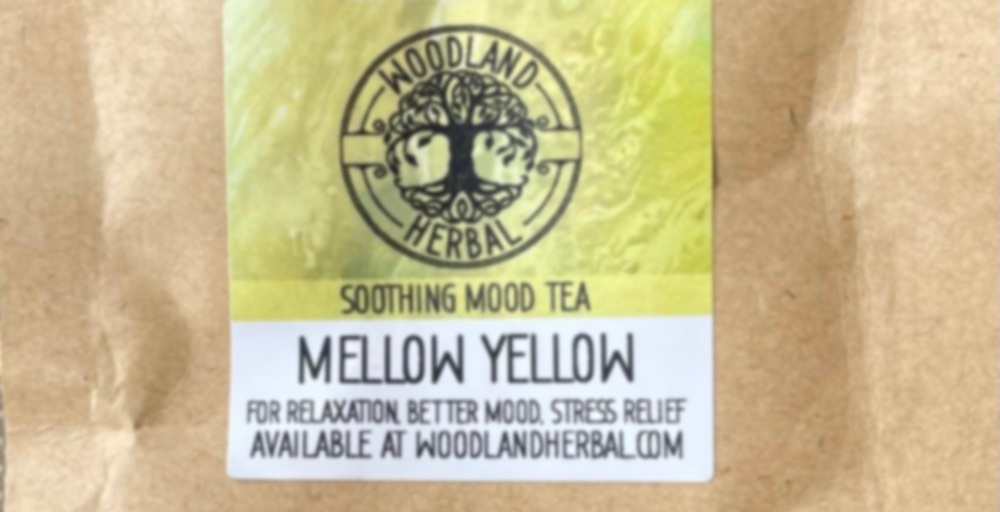 WOODLAND
HERBAL
SOOTHING MOOD TEA
MELLOW YELLOW
FOR RELAXATION, BETTER MOOD, STRESS RELIEF
AVAILABLE AT WOODLANDHERBAL.COM